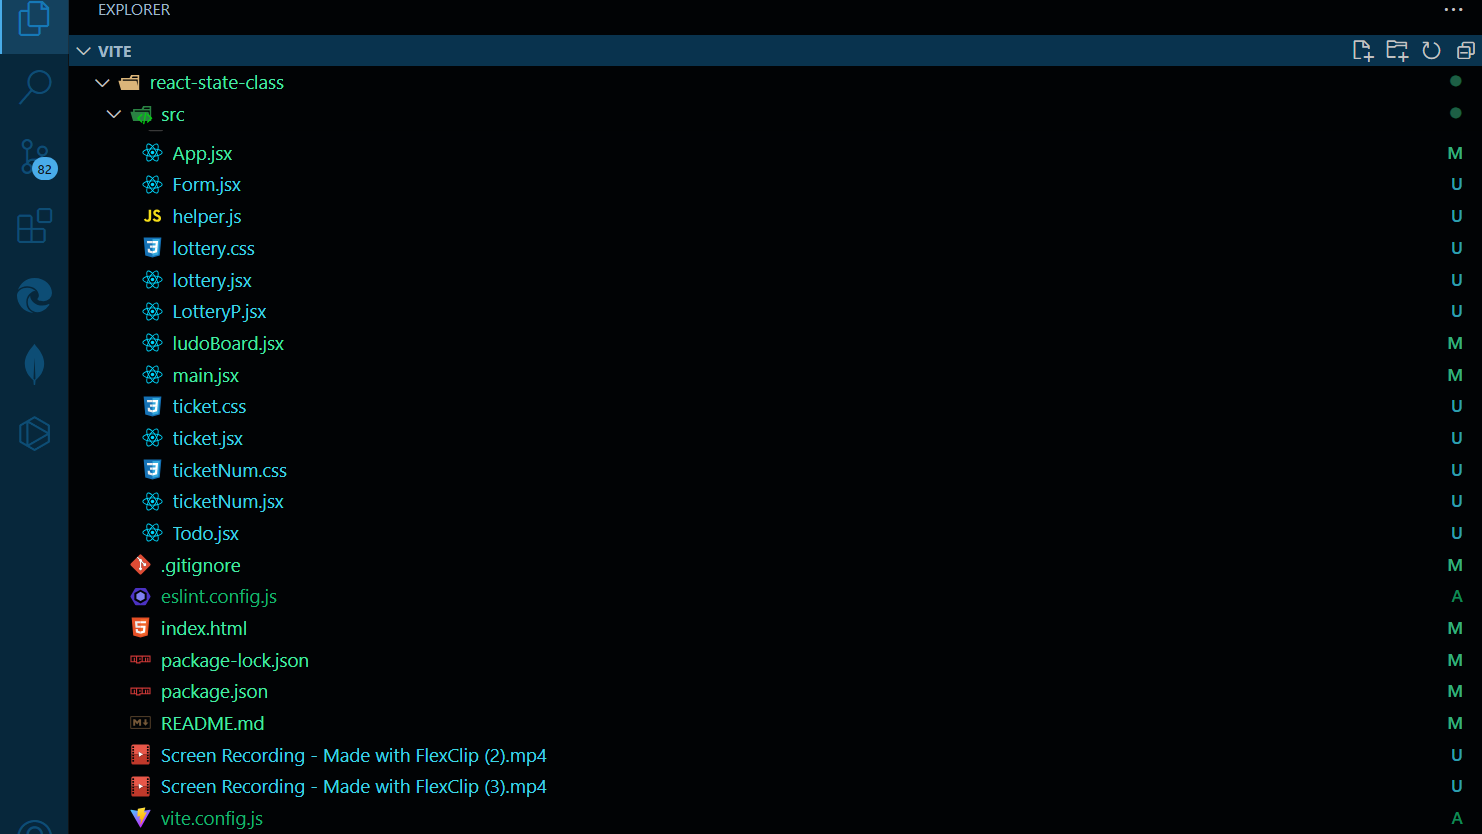 EXPLORER
VITE
react-state-class
src
App.jsx M
Form.jsx U
JS helper.js U
82
lottery.css U
lottery.jsx U
LotteryP.jsx U
ludoBoard.jsx M
main.jsx M
ticket.css U
ticket.jsx U
ticketNum.css U
ticketNum.jsx U
Todo.jsx U
.gitignore M
eslint.config.js A
index.html M
package-lock.json M
package.json M
README.md M
Screen Recording - Made with FlexClip (2).mp4 U
Screen Recording - Made with FlexClip (3).mp4 U
vite.config.js A